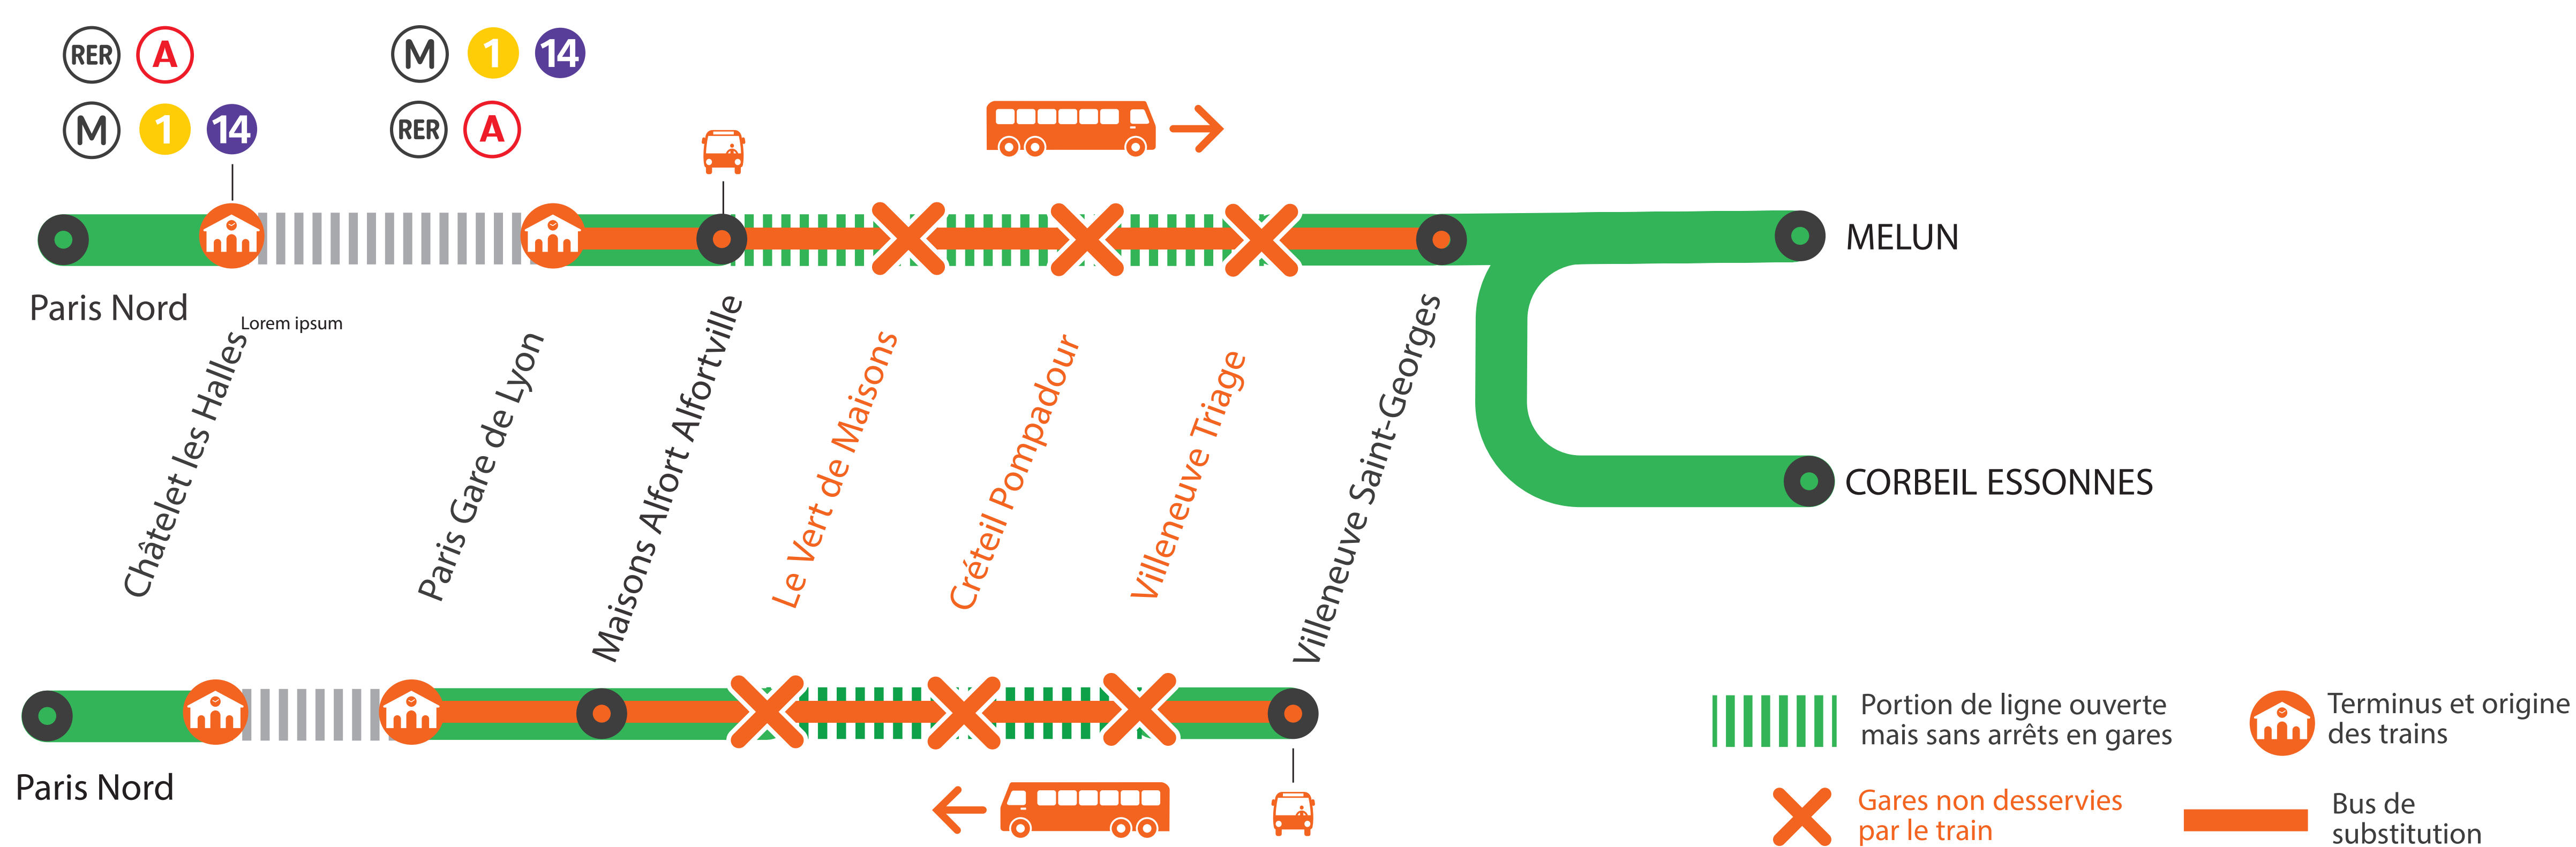 RER A
M 1 14
M 1 14
RER A
MELUN
Paris Nord
Lorem ipsum
Châtelet les Halles
Paris Gare de Lyon
Maisons Alfort Alfortville
Le Vert de Maisons
Créteil Pompadour
Villeneuve Triage
Villeneuve Saint-Georges
CORBEIL ESSONNES
Paris Nord
Portion de ligne ouverte
mais sans arrêts en gares
Terminus et origine
des trains
Gares non desservies
par le train
Bus de
substitution